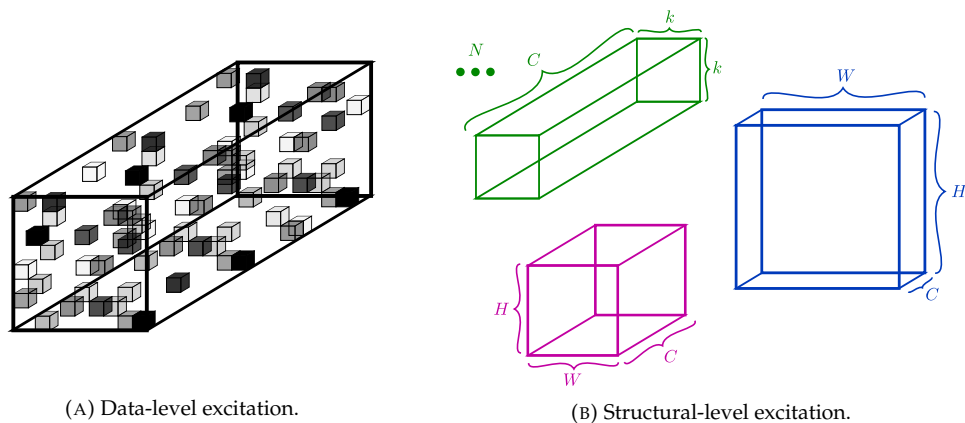 k
N
C
k
W
H
C
H
C
W
(A) Data-level excitation.
(B) Structural-level excitation.